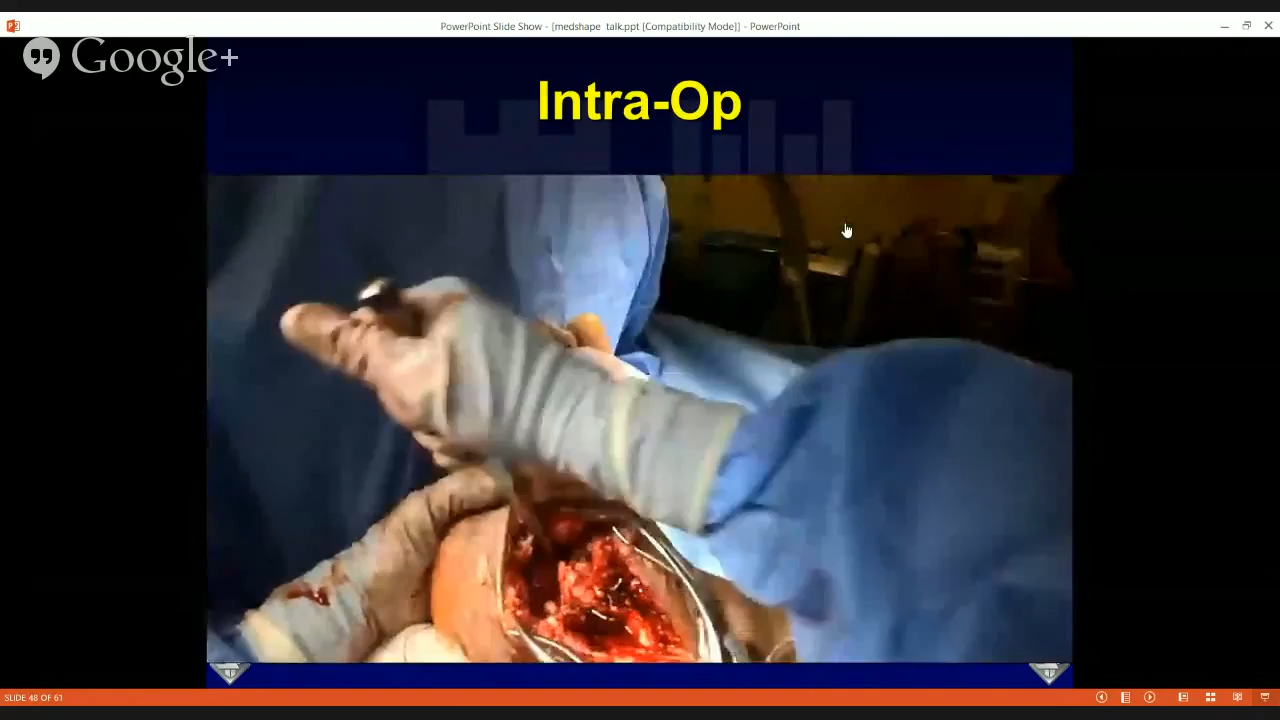 PowerPoint Slide Show - [medshape talk.ppt [Compatibility Mode]] - PowerPoint
Google+
Intra-Op
SLIDE 48 OF 61